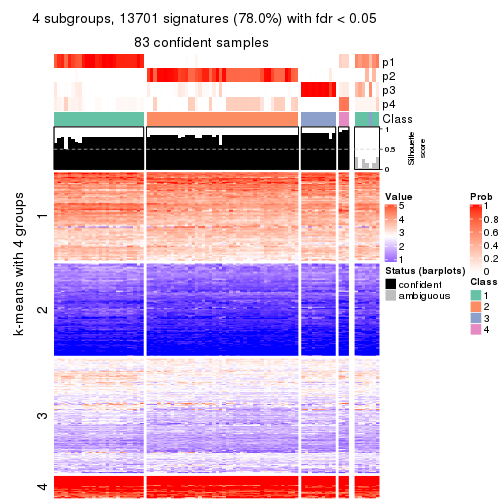 4 subgroups, 13701 signatures (78.0%) with fdr < 0.05
83 confident samples
p1
p2
p3
p4
Class
1
0.5
0
Silhouette
score
k-means with 4 groups
1
2
3
4
Value
5
4
3
2
1
Status (barplots)
confident
ambiguous
Prob
1
0.8
0.6
0.4
0.2
0
Class
1
2
3
4